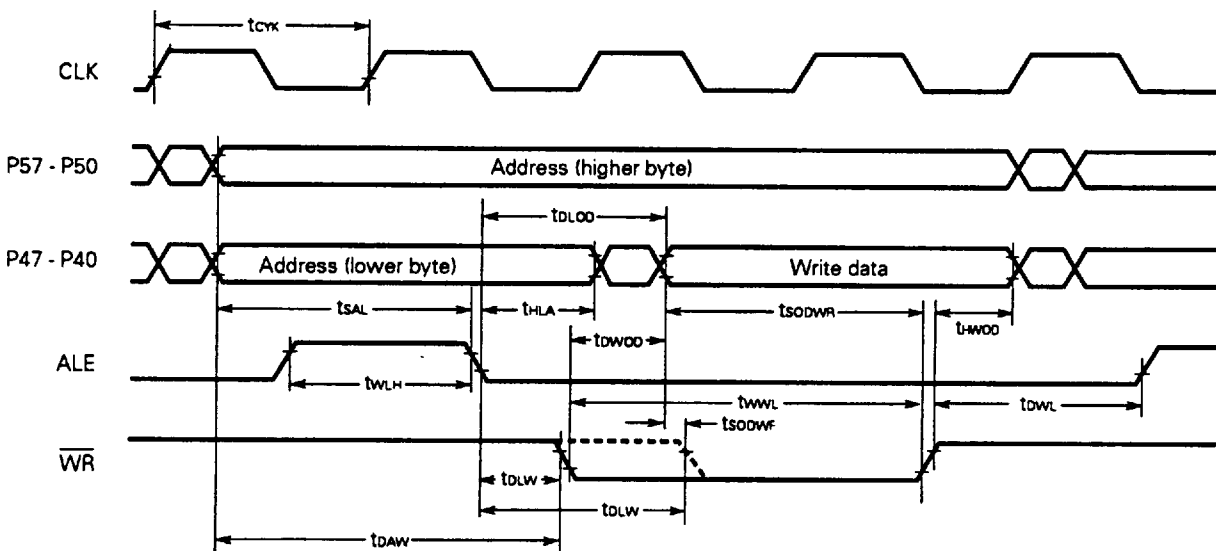 tCYK
CLK
P57 - P50
Address (higher byte)
tDLOD
P47 - P40
Address (lower byte)
Write data
tSAL
tHLA
tSODWR
tHWOD
tDWOD
ALE
tWLH
tWWL
tDWL
tSODWF
WR
tDLW
tDLW
tDAW